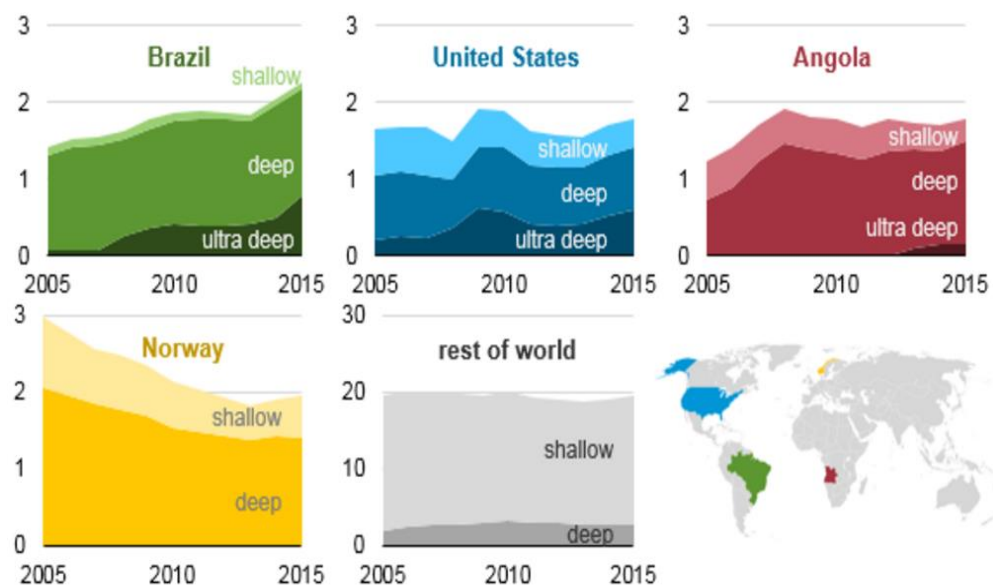 3 3 3
Brazil United States Angola
shallow
2 2 2
shallow shallow
deep deep deep
1 1 1
ultra deep ultra deep ultra deep
0 0 0
2005 2010 2015 2005 2010 2015 2005 2010 2015
3 30
Norway rest of world
2 20
shallow shallow
1 10
deep deep
0 0
2005 2010 2015 2005 2010 2015